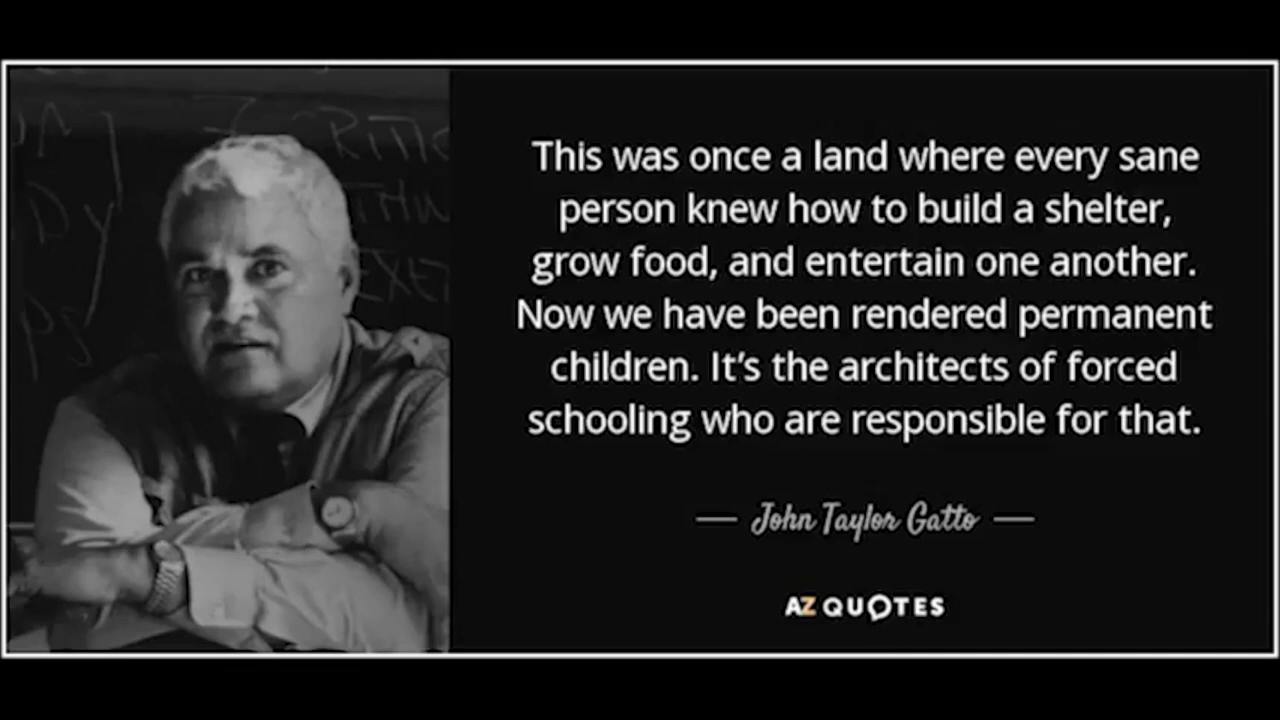 This was once a land where every sane
person knew how to build a shelter,
grow food, and entertain one another.
Now we have been rendered permanent
children. It's the architects of forced
schooling who are responsible for that.
— John Taylor Gatto —
AZ QUOTES